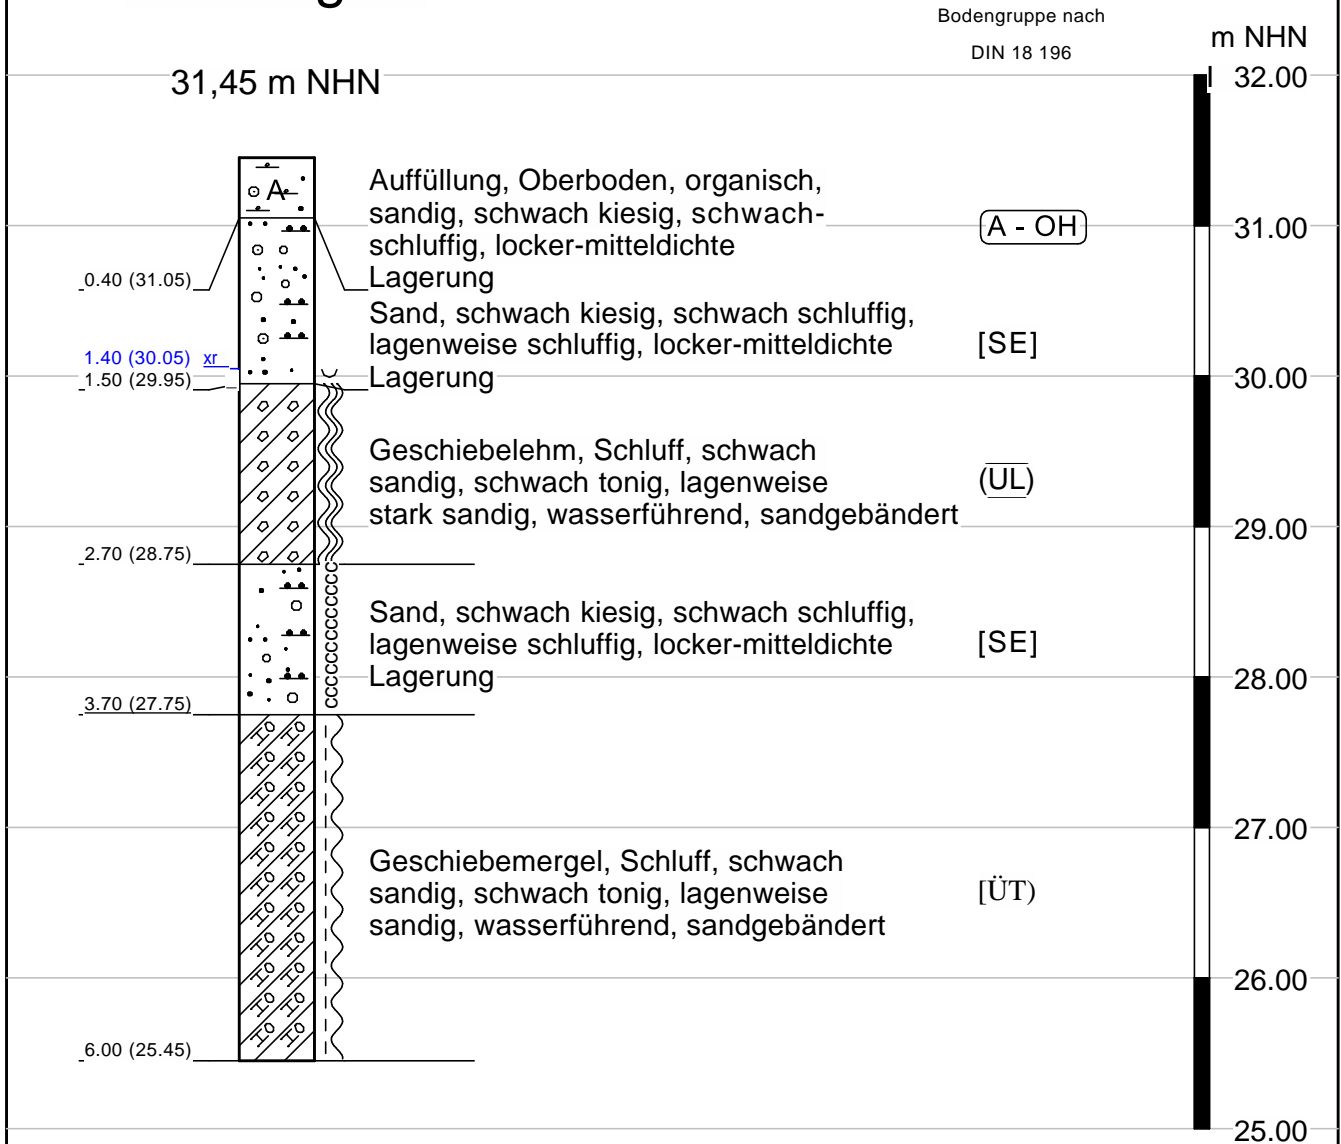 Bodengruppe nach
DIN 18 196
m NHN
31,45 m NHN
32.00
A
Auffüllung, Oberboden, organisch,
sandig, schwach kiesig, schwach-
schluffig, locker-mitteldichte
Lagerung
A - OH
31.00
0.40 (31.05)
Sand, schwach kiesig, schwach schluffig,
lagenweise schluffig, locker-mitteldichte
Lagerung
[SE]
1.40 (30.05) xr
1.50 (29.95)
30.00
Geschiebelehm, Schluff, schwach
sandig, schwach tonig, lagenweise
stark sandig, wasserführend, sandgebändert
(UL)
29.00
2.70 (28.75)
Sand, schwach kiesig, schwach schluffig,
lagenweise schluffig, locker-mitteldichte
Lagerung
[SE]
28.00
3.70 (27.75)
27.00
Geschiebemergel, Schluff, schwach
sandig, schwach tonig, lagenweise
sandig, wasserführend, sandgebändert
[ÜT)
26.00
6.00 (25.45)
25.00